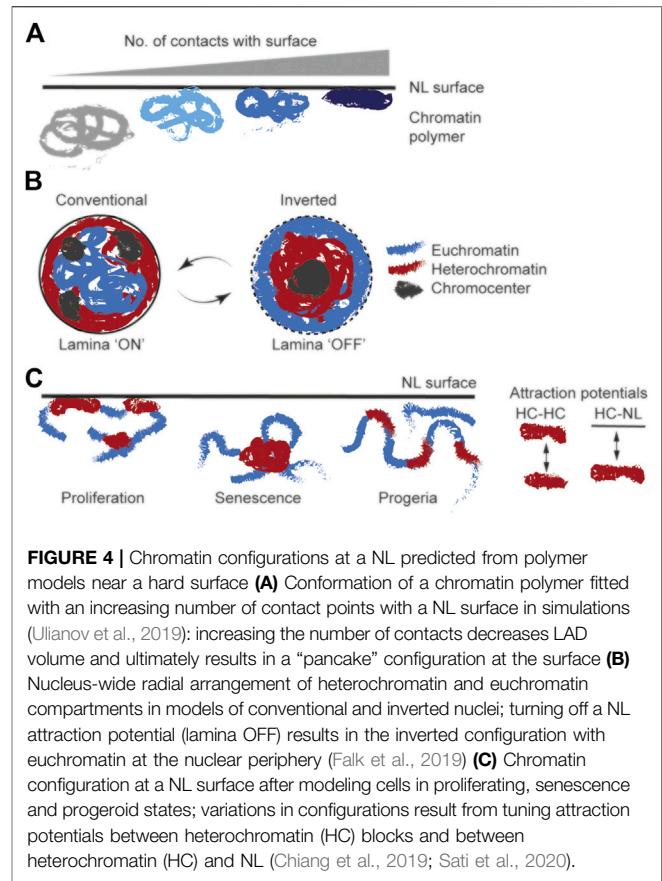 A
No. of contacts with surface
NL surface
Chromatin
polymer
B
Conventional
Inverted
Euchromatin
Heterochromatin
Chromocenter
Lamina 'ON'
Lamina 'OFF'
C
NL surface
Attraction potentials
HC-HC HC-NL
Proliferation
Senescence
Progeria
FIGURE 4 | Chromatin configurations at a NL predicted from polymer
models near a hard surface (A) Conformation of a chromatin polymer fitted
with an increasing number of contact points with a NL surface in simulations
(Ulianov et al., 2019): increasing the number of contacts decreases LAD
volume and ultimately results in a “pancake” configuration at the surface (B)
Nucleus-wide radial arrangement of heterochromatin and euchromatin
compartments in models of conventional and inverted nuclei; turning off a NL
attraction potential (lamina OFF) results in the inverted configuration with
euchromatin at the nuclear periphery (Falk et al., 2019) (C) Chromatin
configuration at a NL surface after modeling cells in proliferating, senescence
and progeroid states; variations in configurations result from tuning attraction
potentials between heterochromatin (HC) blocks and between
heterochromatin (HC) and NL (Chiang et al., 2019; Sati et al., 2020).